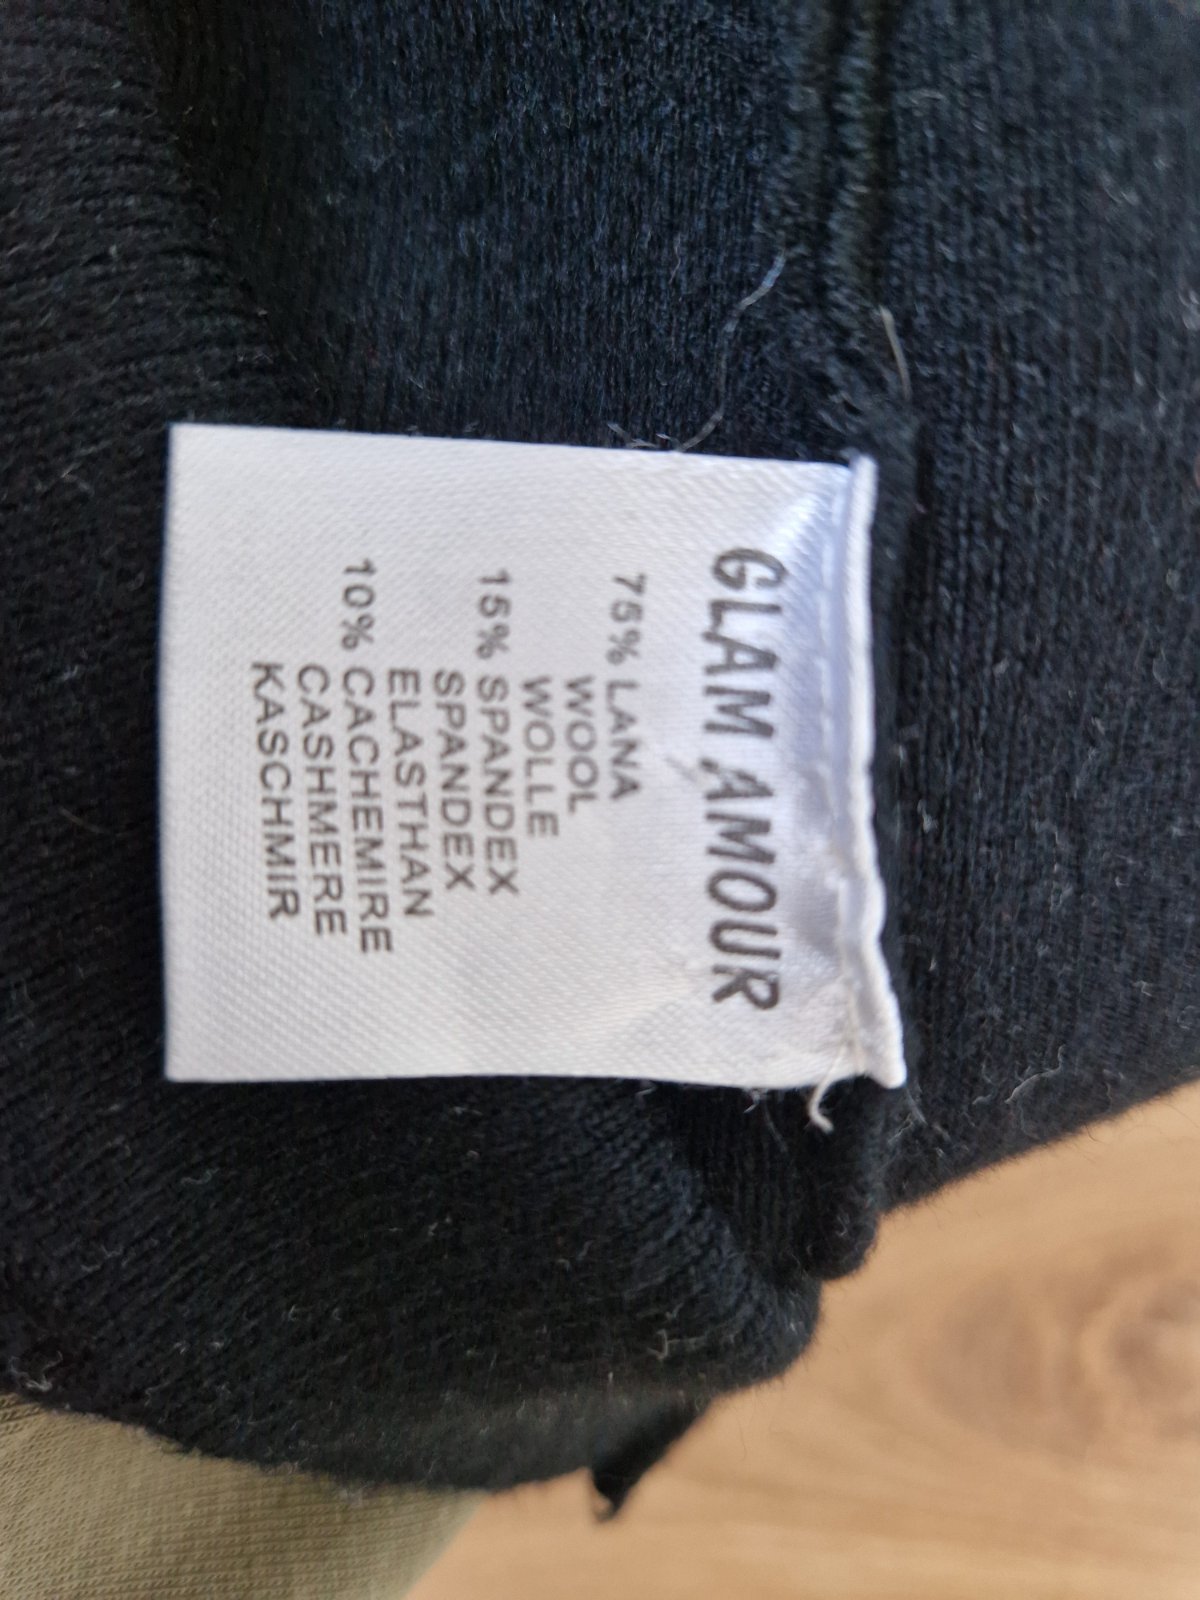 GLAM AMOUR
75% LANA
WOOL
WOLLE
15% SPANDEX
SPANDEX
ELASTHAN
10% CACHEMIRE
CASHMERE
KASCHMIR